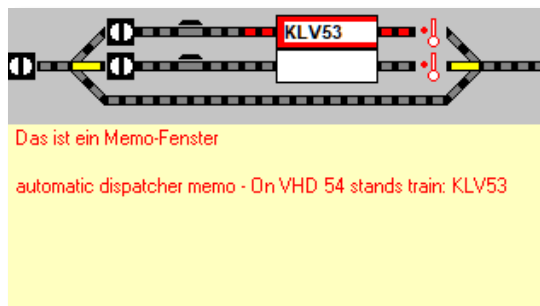 KLV53
Das ist ein Memo-Fenster
automatic dispatcher memo - On VHD 54 stands train: KLV53